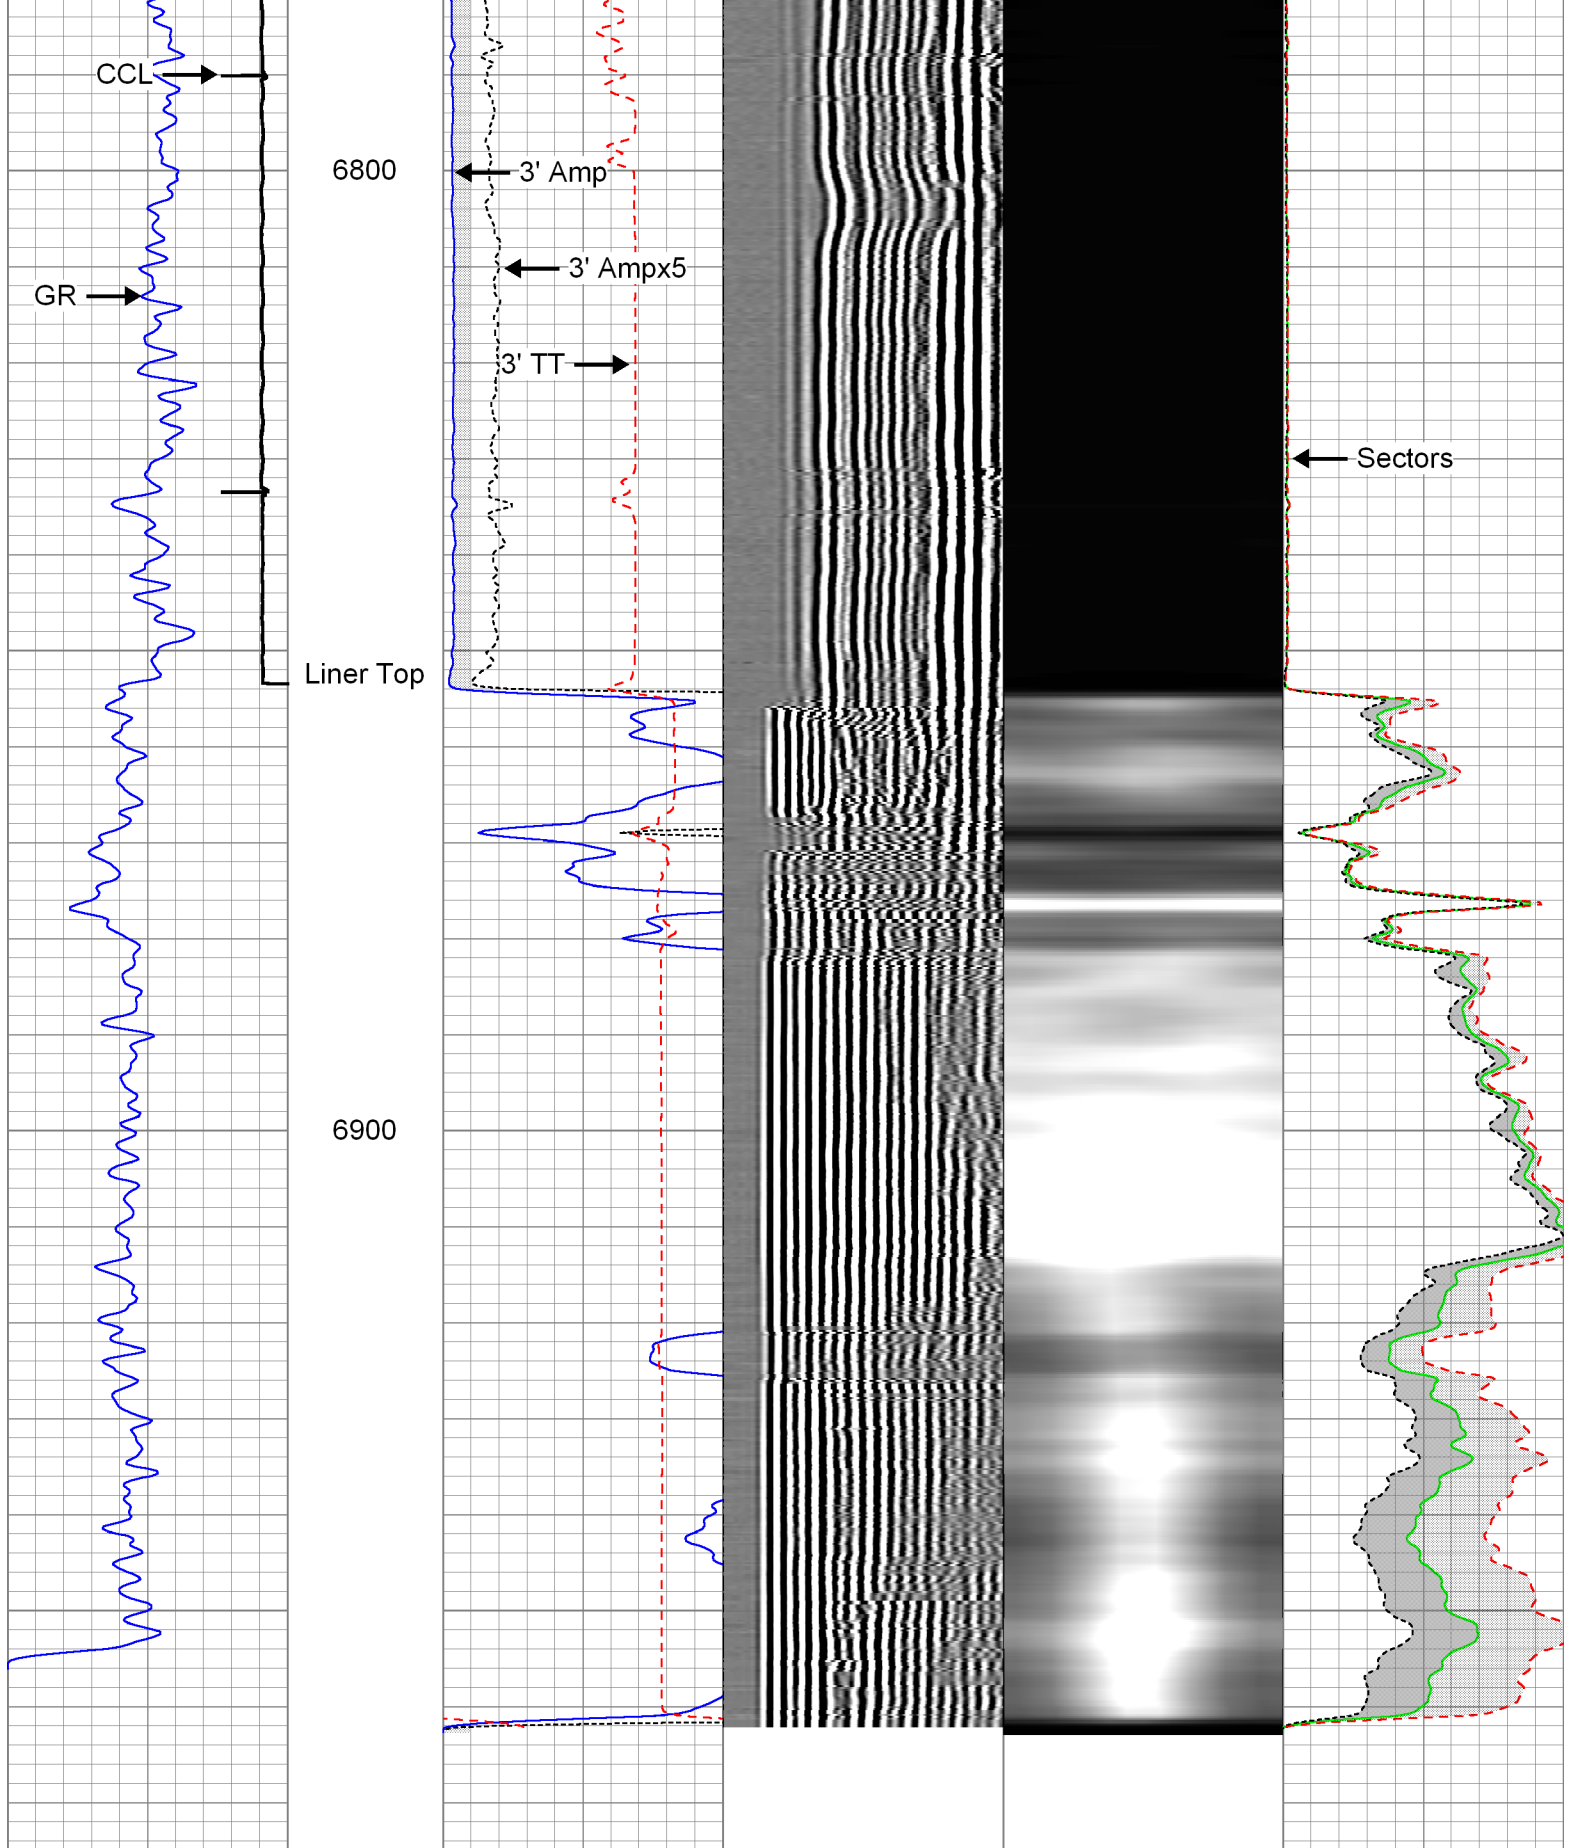 CCL
6800
3' Amp
3' Ampx5
GR
3' TT
Sectors
Liner Top
6900